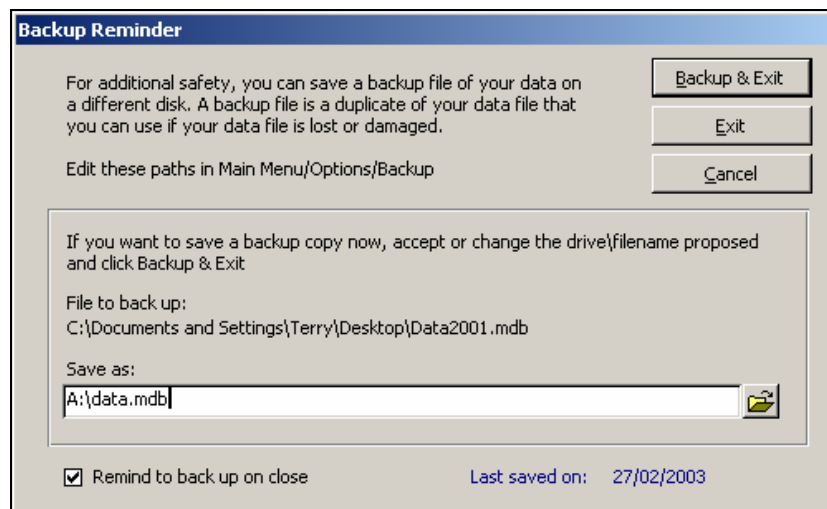 Backup Reminder
For additional safety, you can save a backup file of your data on
a different disk. A backup file is a duplicate of your data file that
you can use if your data file is lost or damaged.
Edit these paths in Main Menu/Options/Backup
Backup & Exit
Exit
Cancel
If you want to save a backup copy now, accept or change the drive\filename proposed
and click Backup & Exit
File to back up:
C:\Documents and Settings\Terry\Desktop\Data2001.mdb
Save as:
A:\data.mdb
Remind to back up on close
Last saved on: 27/02/2003